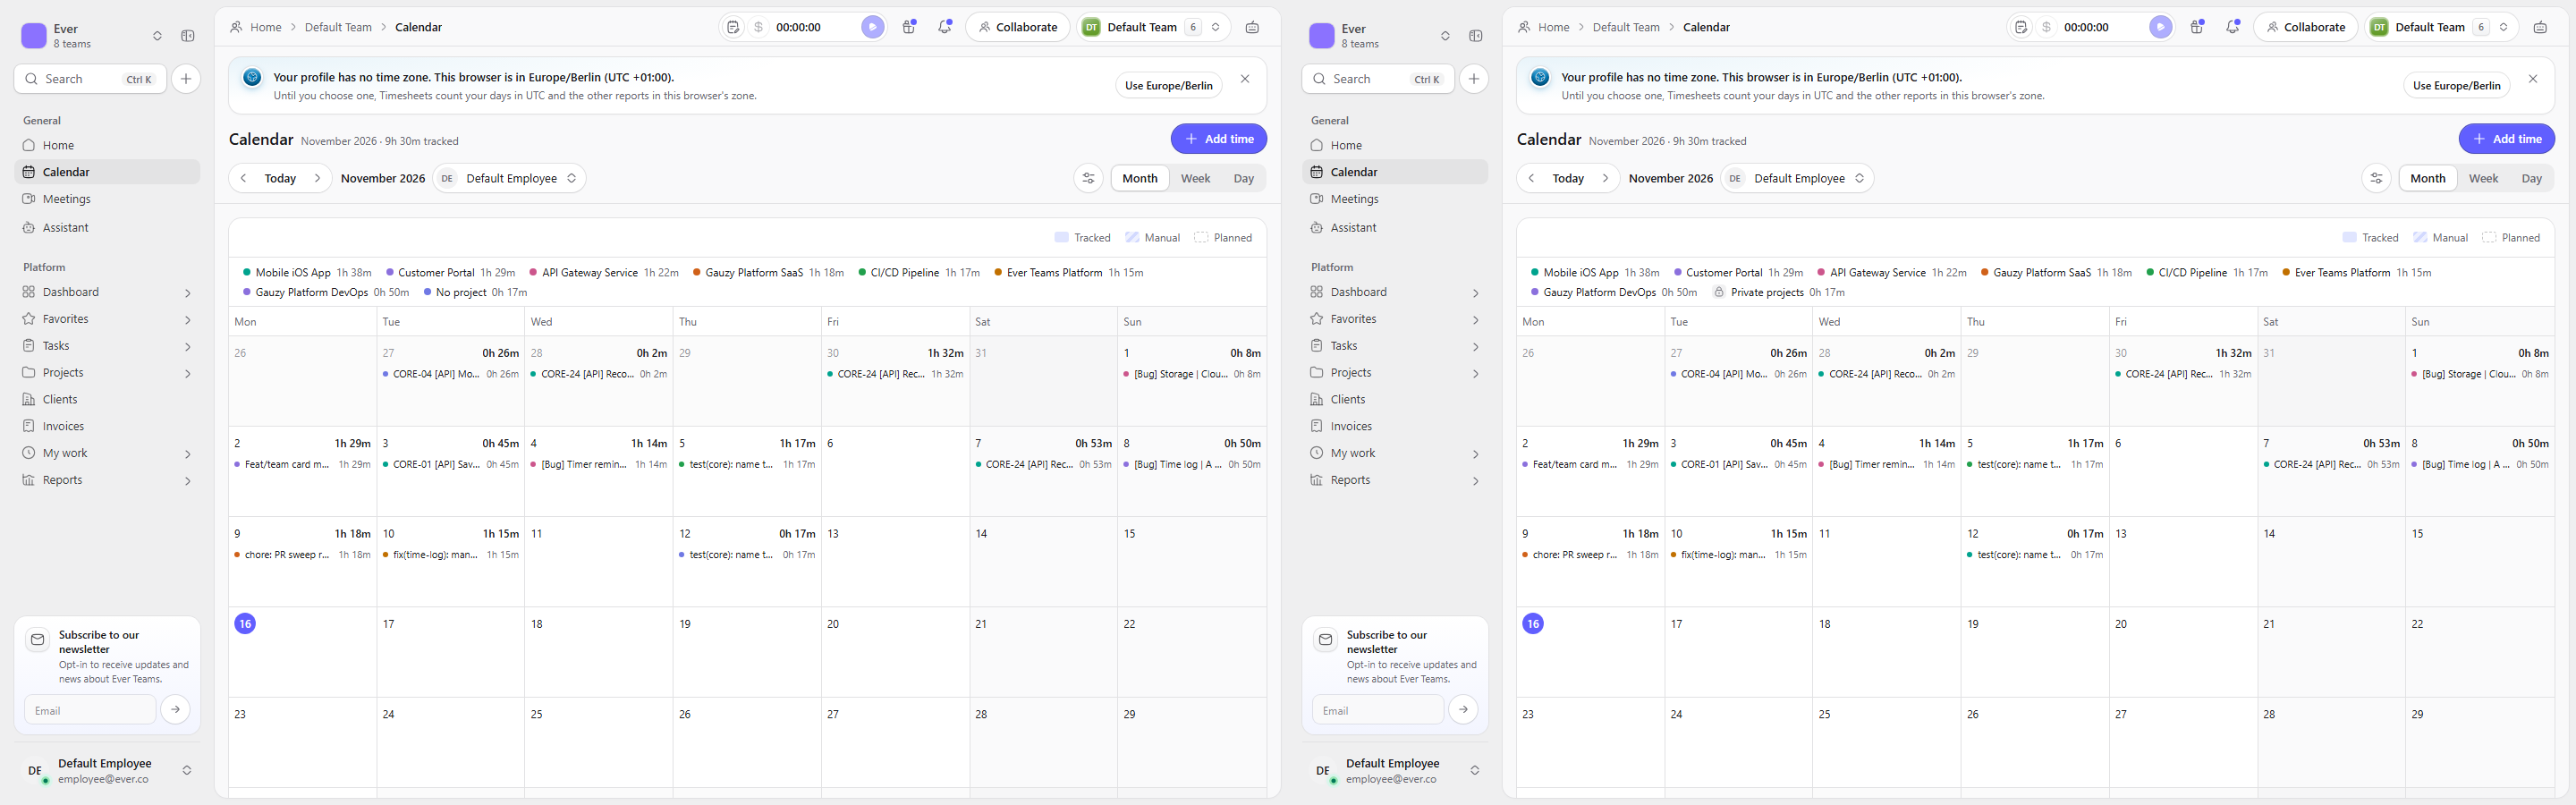 Ever
8 teams
Search Ctrl K
General
Home
Calendar
Meetings
Assistant
Platform
Dashboard
Favorites
Tasks
Projects
Clients
Invoices
My work
Reports
Subscribe to our
newsletter
Opt-in to receive updates and
news about Ever Teams.
Email
DE Default Employee
employee@ever.co
Home Default Team Calendar
$ 00:00:00 Collaborate DT Default Team 6
Your profile has no time zone. This browser is in Europe/Berlin (UTC +01:00).
Until you choose one, Timesheets count your days in UTC and the other reports in this browser's zone.
Use Europe/Berlin
Calendar November 2026 · 9h 30m tracked
Add time
Today November 2026 DE Default Employee
Month Week Day
Tracked Manual Planned
Mobile iOS App 1h 38m Customer Portal 1h 29m API Gateway Service 1h 22m Gauzy Platform SaaS 1h 18m CI/CD Pipeline 1h 17m Ever Teams Platform 1h 15m
Gauzy Platform DevOps 0h 50m No project 0h 17m
Mon Tue Wed Thu Fri Sat Sun
26 27 0h 26m 28 0h 2m 29 30 1h 32m 31 1 0h 8m
CORE-04 [API] Mo... 0h 26m CORE-24 [API] Reco... 0h 2m CORE-24 [API] Rec... 1h 32m [Bug] Storage | Clou... 0h 8m
2 1h 29m 3 0h 45m 4 1h 14m 5 1h 17m 6 7 0h 53m 8 0h 50m
Feat/team card m... 1h 29m CORE-01 [API] Sav... 0h 45m [Bug] Timer remin... 1h 14m test(core): name t... 1h 17m CORE-24 [API] Rec... 0h 53m [Bug] Time log | A ... 0h 50m
9 1h 18m 10 1h 15m 11 12 0h 17m 13 14 15
chore: PR sweep r... 1h 18m fix(time-log): man... 1h 15m test(core): name t... 0h 17m
16 17 18 19 20 21 22
23 24 25 26 27 28 29
Ever
8 teams
Search Ctrl K
General
Home
Calendar
Meetings
Assistant
Platform
Dashboard
Favorites
Tasks
Projects
Clients
Invoices
My work
Reports
Subscribe to our
newsletter
Opt-in to receive updates and
news about Ever Teams.
Email
DE Default Employee
employee@ever.co
Home Default Team Calendar
$ 00:00:00 Collaborate DT Default Team 6
Your profile has no time zone. This browser is in Europe/Berlin (UTC +01:00).
Until you choose one, Timesheets count your days in UTC and the other reports in this browser's zone.
Use Europe/Berlin
Calendar November 2026 · 9h 30m tracked
Add time
Today November 2026 DE Default Employee
Month Week Day
Tracked Manual Planned
Mobile iOS App 1h 38m Customer Portal 1h 29m API Gateway Service 1h 22m Gauzy Platform SaaS 1h 18m CI/CD Pipeline 1h 17m Ever Teams Platform 1h 15m
Gauzy Platform DevOps 0h 50m Private projects 0h 17m
Mon Tue Wed Thu Fri Sat Sun
26 27 0h 26m 28 0h 2m 29 30 1h 32m 31 1 0h 8m
CORE-04 [API] Mo... 0h 26m CORE-24 [API] Reco... 0h 2m CORE-24 [API] Rec... 1h 32m [Bug] Storage | Clou... 0h 8m
2 1h 29m 3 0h 45m 4 1h 14m 5 1h 17m 6 7 0h 53m 8 0h 50m
Feat/team card m... 1h 29m CORE-01 [API] Sav... 0h 45m [Bug] Timer remin... 1h 14m test(core): name t... 1h 17m CORE-24 [API] Rec... 0h 53m [Bug] Time log | A ... 0h 50m
9 1h 18m 10 1h 15m 11 12 0h 17m 13 14 15
chore: PR sweep r... 1h 18m fix(time-log): man... 1h 15m test(core): name t... 0h 17m
16 17 18 19 20 21 22
23 24 25 26 27 28 29